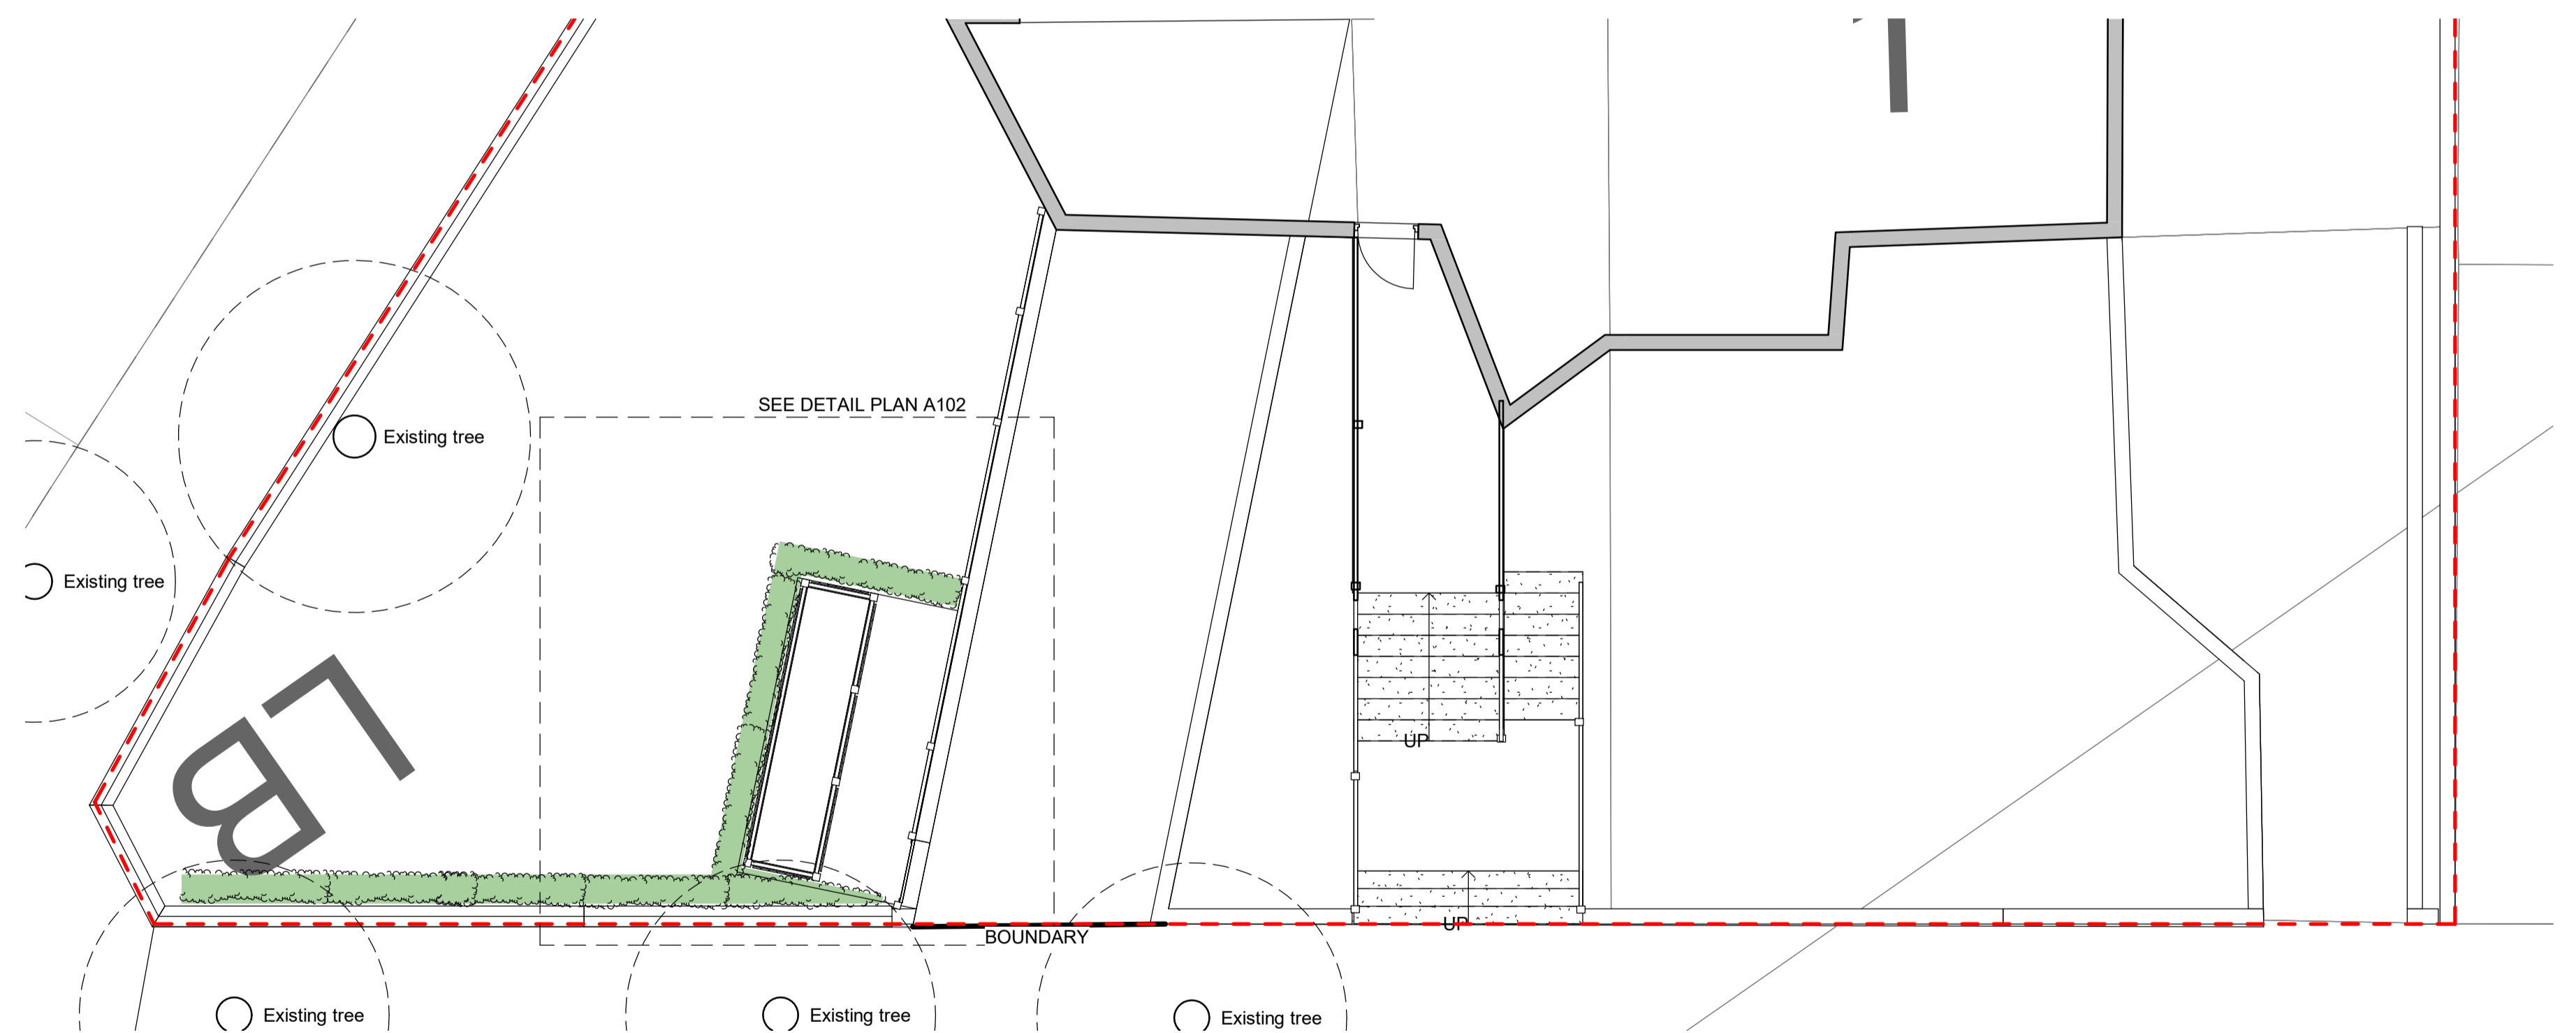 SEE DETAIL PLAN A102
Existing tree
Existing tree
LB
UP
UP
BOUNDARY
Existing tree
Existing tree
Existing tree